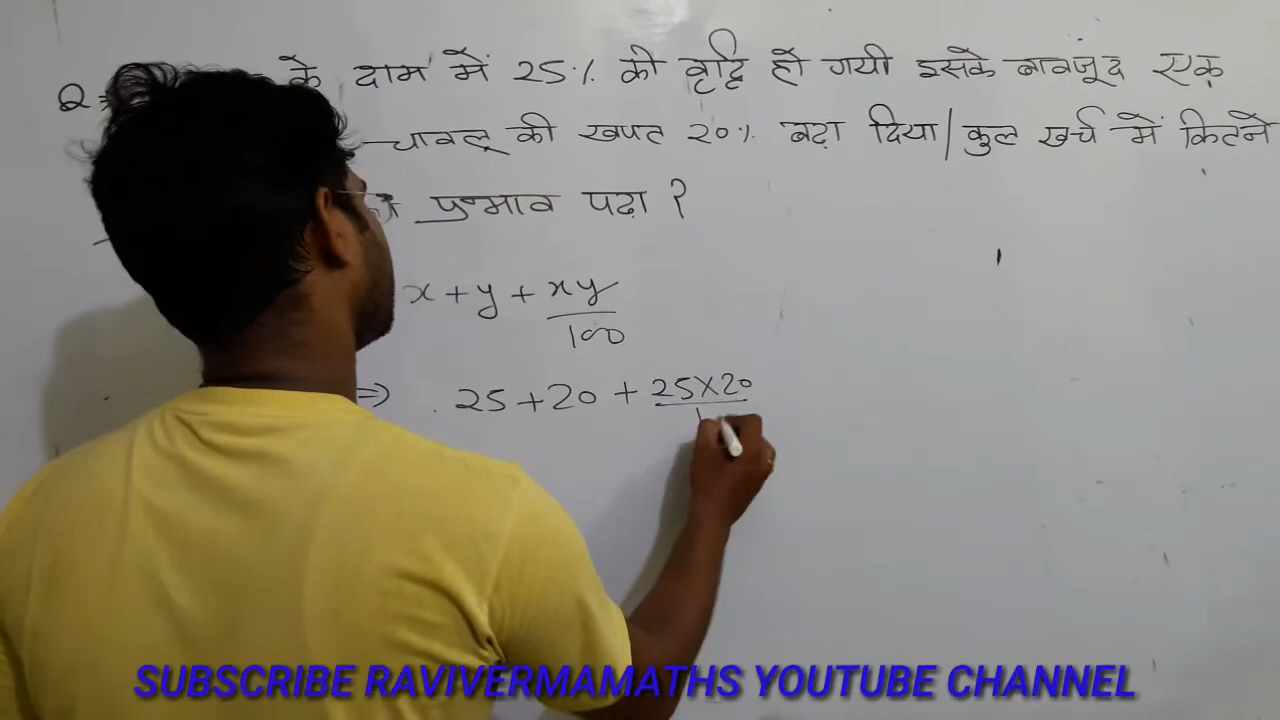 Q → के दाम में 25% की वृद्धि हो गयी इसके बावजूद एक
चावल की खपत 20% बढ़ा दिया | कुल खर्च में कितने
प्रभाव पढा ?
x + y + xy/100
⇒ 25 + 20 + 25×20
SUBSCRIBE RAVIVERMAMATHS YOUTUBE CHANNEL